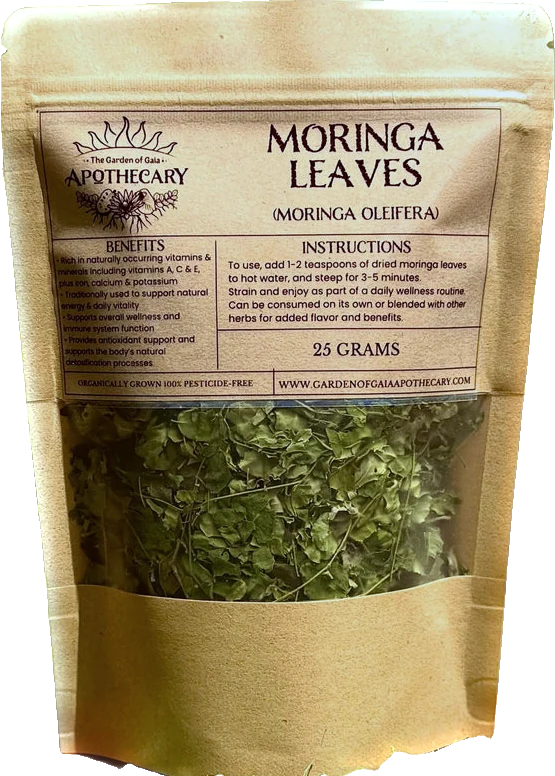 • The Garden of Gaia •
APOTHECARY
MORINGA
LEAVES
(MORINGA OLEIFERA)
BENEFITS
• Rich in naturally occurring vitamins &
minerals including vitamins A, C & E,
plus iron, calcium & potassium
• Traditionally used to support natural
energy & daily vitality
• Supports overall wellness and
immune system function
• Provides antioxidant support and
supports the body's natural
detoxification processes.
INSTRUCTIONS
To use, add 1-2 teaspoons of dried moringa leaves
to hot water, and steep for 3-5 minutes.
Strain and enjoy as part of a daily wellness routine.
Can be consumed on its own or blended with other
herbs for added flavor and benefits.
25 GRAMS
ORGANICALLY GROWN 100% PESTICIDE-FREE
WWW.GARDENOFGAIAAPOTHECARY.COM